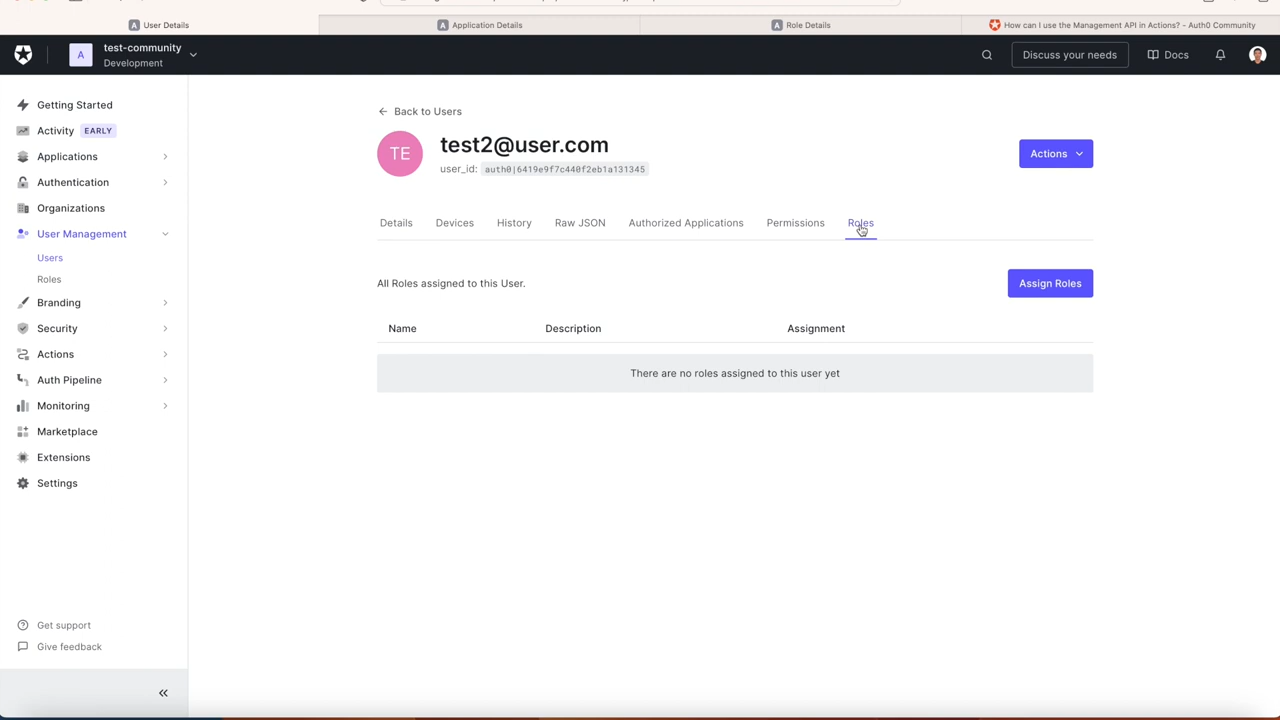 User Details
Application Details
Role Details
How can I use the Management API in Actions? - Auth0 Community
A
test-community
Development
Discuss your needs
Docs
Getting Started
Activity EARLY
Applications
Authentication
Organizations
User Management
Users
Roles
Branding
Security
Actions
Auth Pipeline
Monitoring
Marketplace
Extensions
Settings
Get support
Give feedback
Back to Users
TE
test2@user.com
user_id: auth0|6419e9f7c440f2eb1a131345
Actions
Details Devices History Raw JSON Authorized Applications Permissions Roles
All Roles assigned to this User.
Assign Roles
Name Description Assignment
There are no roles assigned to this user yet